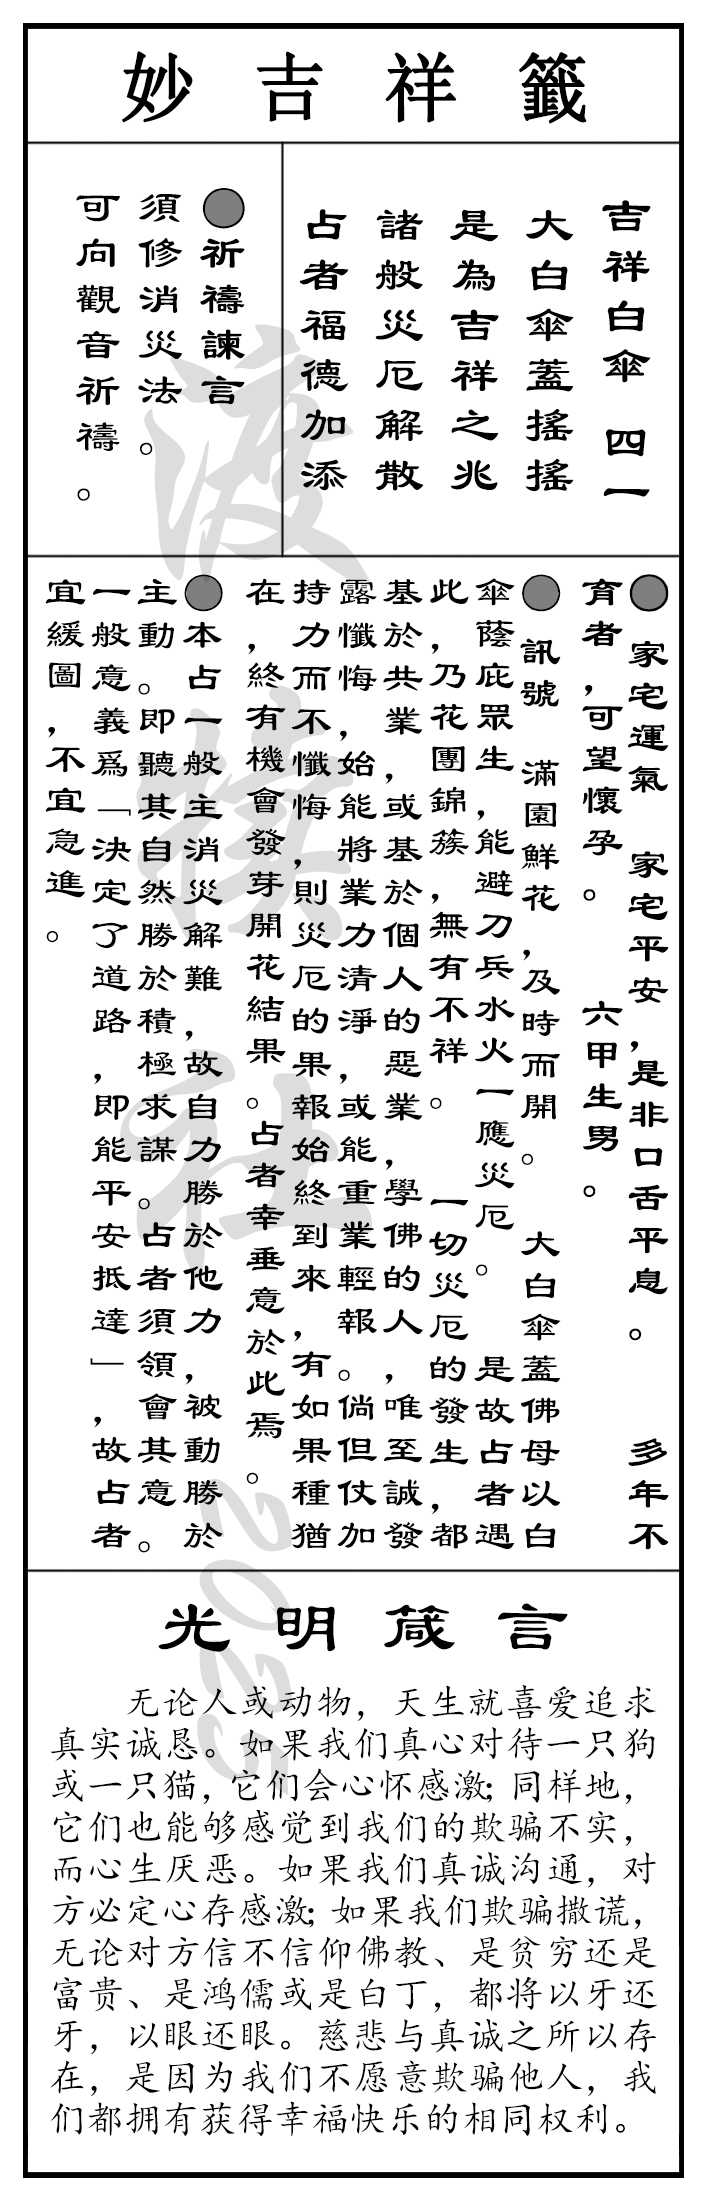 妙吉祥籤
吉祥白傘 四一
大白傘蓋搖搖
是為吉祥之兆
諸般災厄解散
占者福德加添
●祈禱諫言
須修消災法。
可向觀音祈禱。
● 家宅運氣 家宅平安,是非口舌平息。 多年不
育者,可望懷孕。 六甲生男。
● 訊號 滿園鮮花,及時而開。 大白傘蓋佛母以白
傘蔭庇眾生,能避刀兵水火一應災厄。 是故占者遇
此,乃花團錦簇,無有不祥。 一切災厄的發生,都
基於共業,或基於個人的惡業,學佛的人,唯至誠發
露懺悔,始能將業力清淨,或能重業輕報。倘但仗加
持力而不懺悔,則災厄的果報始終到來,有如果種猶
在,終有機會發芽開花結果。占者幸垂意於此焉。
●本占一般主消災解難,故自力勝於他力,被動勝於
主動。即聽其自然勝於積極求謀。占者須領會其意。
一般意義爲「決定了道路,即能平安抵達」,故占者
宜緩圖,不宜急進。
光明箴言
无论人或动物，天生就喜爱追求
真实诚恳。如果我们真心对待一只狗
或一只猫，它们会心怀感激；同样地，
它们也能够感觉到我们的欺骗不实，
而心生厌恶。如果我们真诚沟通，对
方必定心存感激；如果我们欺骗撒谎，
无论对方信不信仰佛教、是贫穷还是
富贵、是鸿儒或是白丁，都将以牙还
牙，以眼还眼。慈悲与真诚之所以存
在，是因为我们不愿意欺骗他人，我
们都拥有获得幸福快乐的相同权利。
渡
社
2025